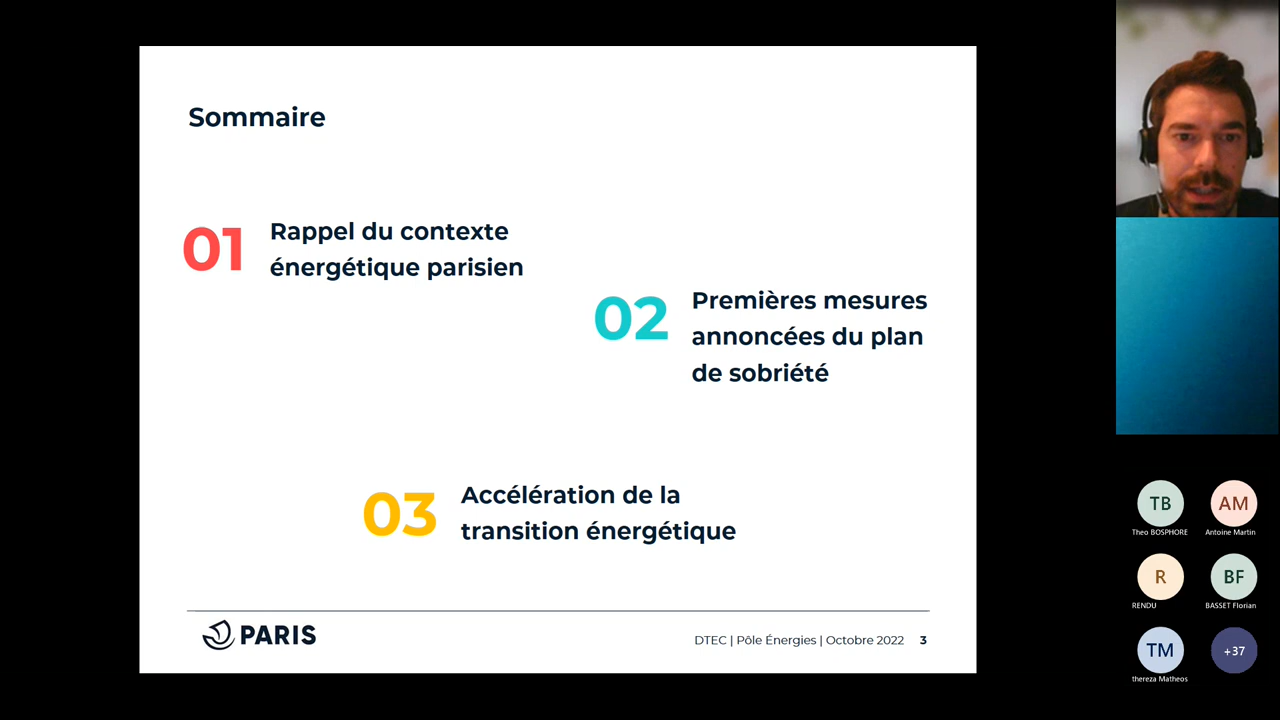 Sommaire
01
Rappel du contexte
énergétique parisien
02
Premières mesures
annoncées du plan
de sobriété
03
Accélération de la
transition énergétique
PARIS
DTEC | Pôle Énergies | Octobre 2022 3
TB
Theo BOSPHORE
AM
Antoine Martin
R
RENDU
BF
BASSET Florian
TM
thereza Matheos
+37